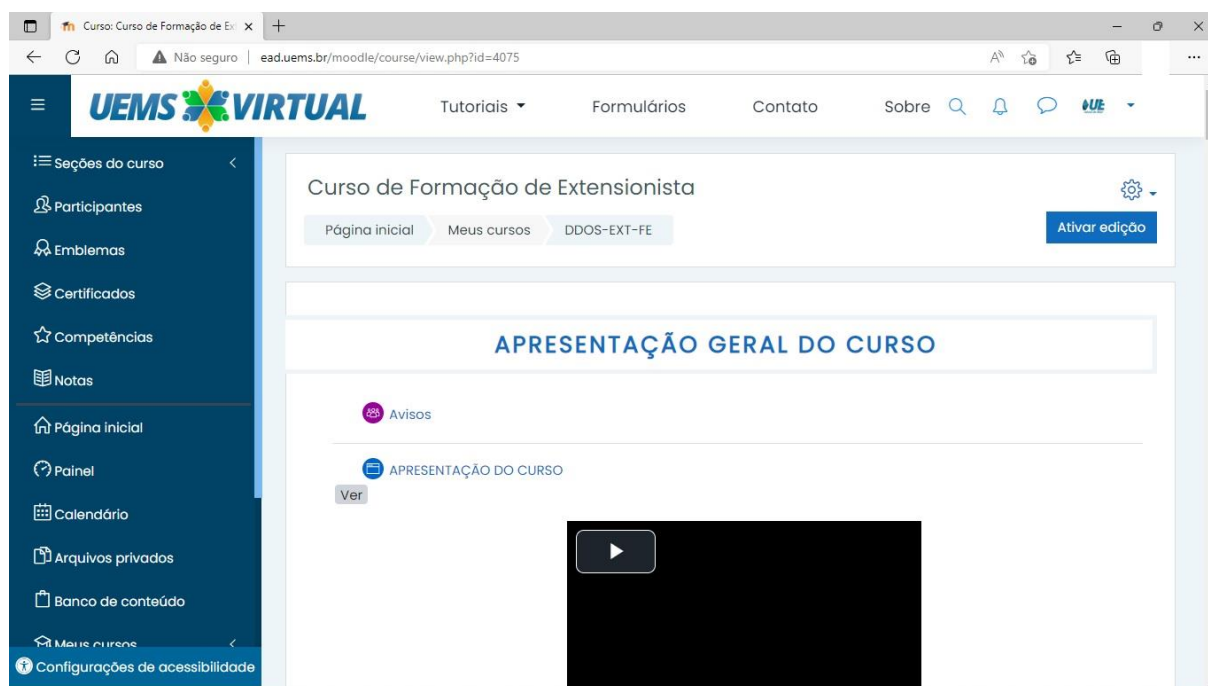 Curso: Curso de Formação de Ex
Não seguro | ead.uems.br/moodle/course/view.php?id=4075
UEMS VIRTUAL
Tutoriais
Formulários
Contato
Sobre
Seções do curso
Participantes
Emblemas
Certificados
Competências
Notas
Página inicial
Painel
Calendário
Arquivos privados
Banco de conteúdo
Meus cursos
Configurações de acessibilidade
Curso de Formação de Extensionista
Página inicial
Meus cursos
DDOS-EXT-FE
Ativar edição
APRESENTAÇÃO GERAL DO CURSO
Avisos
APRESENTAÇÃO DO CURSO
Ver